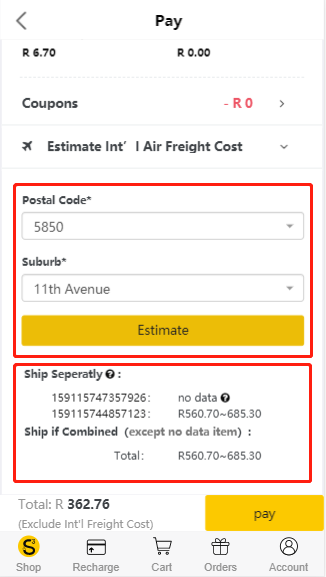 Pay
R 6.70 R 0.00
Coupons - R 0
Estimate Int' l Air Freight Cost
Postal Code*
5850
Suburb*
11th Avenue
Estimate
Ship Seperatly ? :
159115747357926: no data ?
159115744857123: R560.70~685.30
Ship if Combined (except no data item) :
Total: R560.70~685.30
Total: R 362.76
(Exclude Int'l Freight Cost)
pay
S
Shop Recharge Cart Orders Account